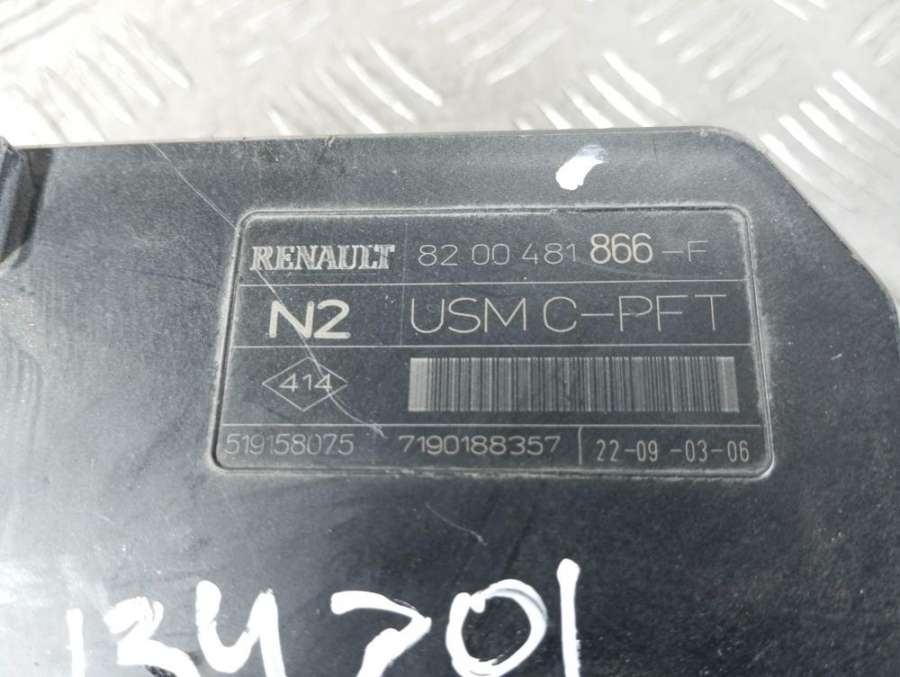 RENAULT 82 00 481 866-F
N2 USM C-PFT
414
519158075 7190188357 22-09-03-06
134701